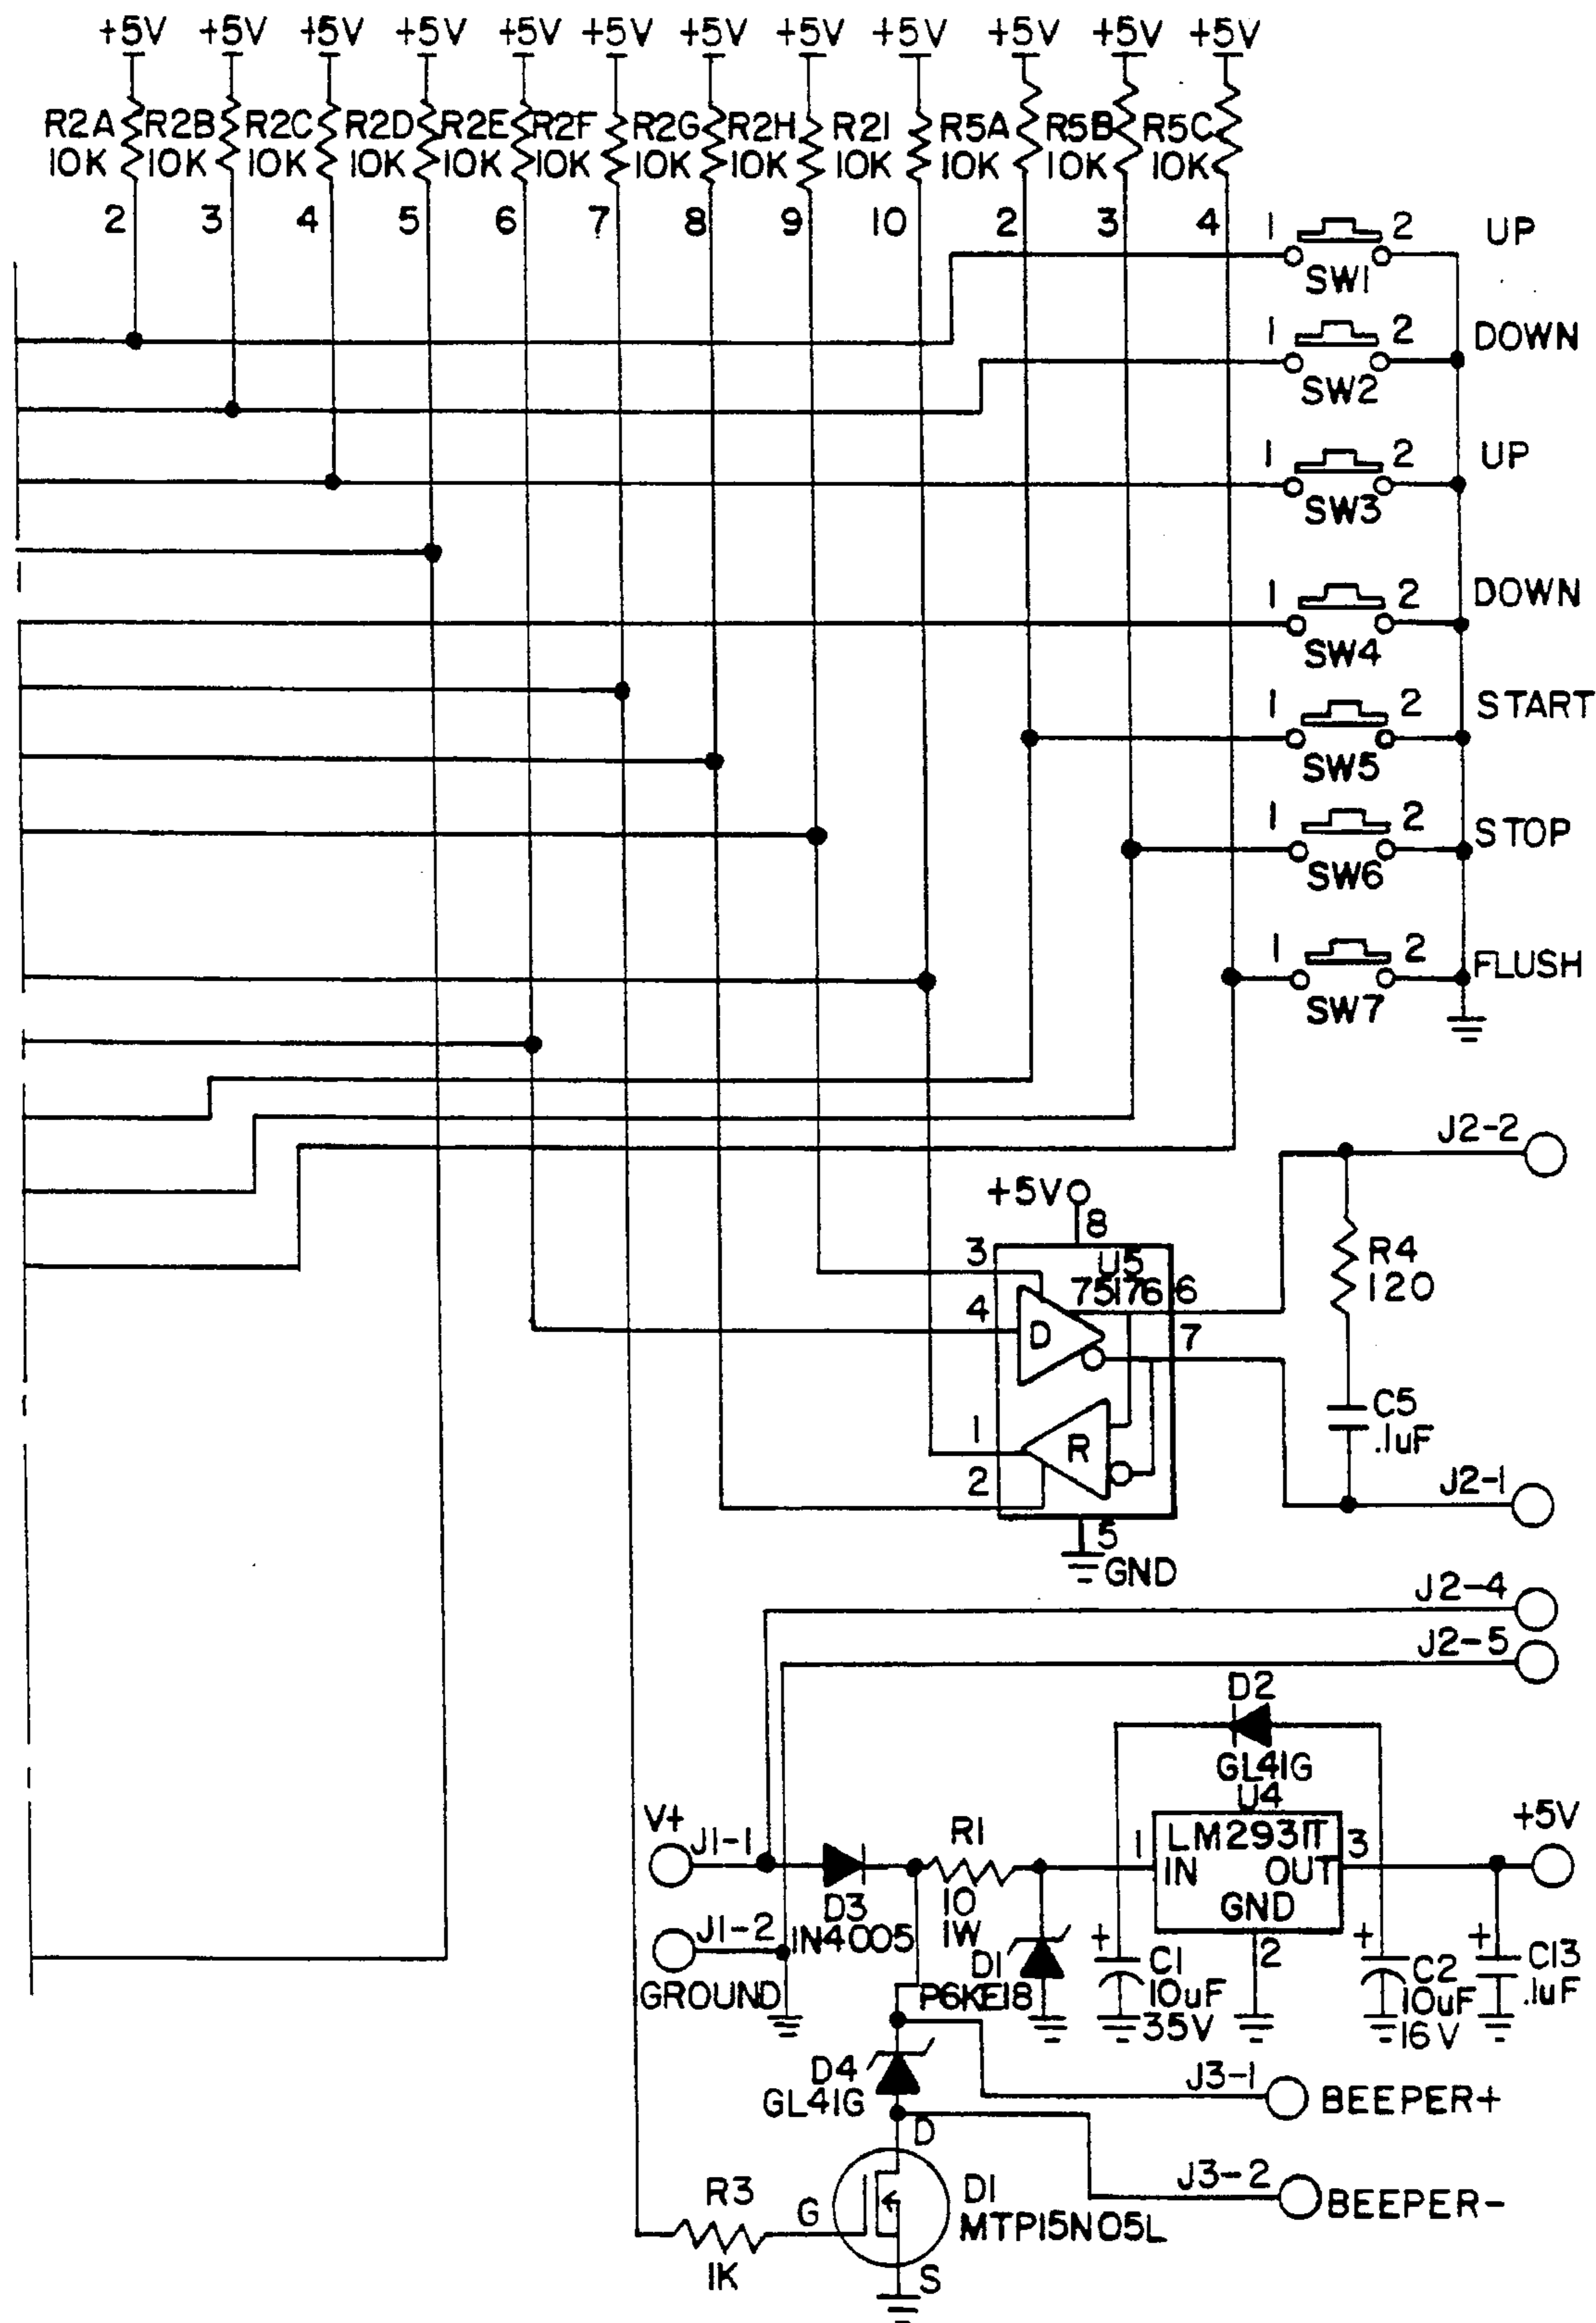 +5V +5V +5V +5V +5V +5V +5V +5V +5V +5V +5V +5V
R2A R2B R2C R2D R2E R2F R2G R2H R2I R5A R5B R5C
10K 10K 10K 10K 10K 10K 10K 10K 10K 10K 10K 10K
2 3 4 5 6 7 8 9 10 2 3 4
1 2 UP
SW1
1 2 DOWN
SW2
1 2 UP
SW3
1 2 DOWN
SW4
1 2 START
SW5
1 2 STOP
SW6
1 2 FLUSH
SW7
J2-2
+5V
8
3 U5
75176 6
4 D
7
R4
120
1 R
2
C5
.1uF
J2-1
5
GND
J2-4
J2-5
D2
GL41G
U4
V+
J1-1
R1
1 LM2931T 3
IN OUT
GND
+5V
D3
1N4005
10
1W
J1-2
GROUND
D1
P6KE18
+ C1
10uF
35V
2
+ C2
10uF
16V
+ C13
.1uF
D4
GL41G
J3-1
BEEPER+
D
R3
1K
G
D1
MTP15N05L
S
J3-2
BEEPER-